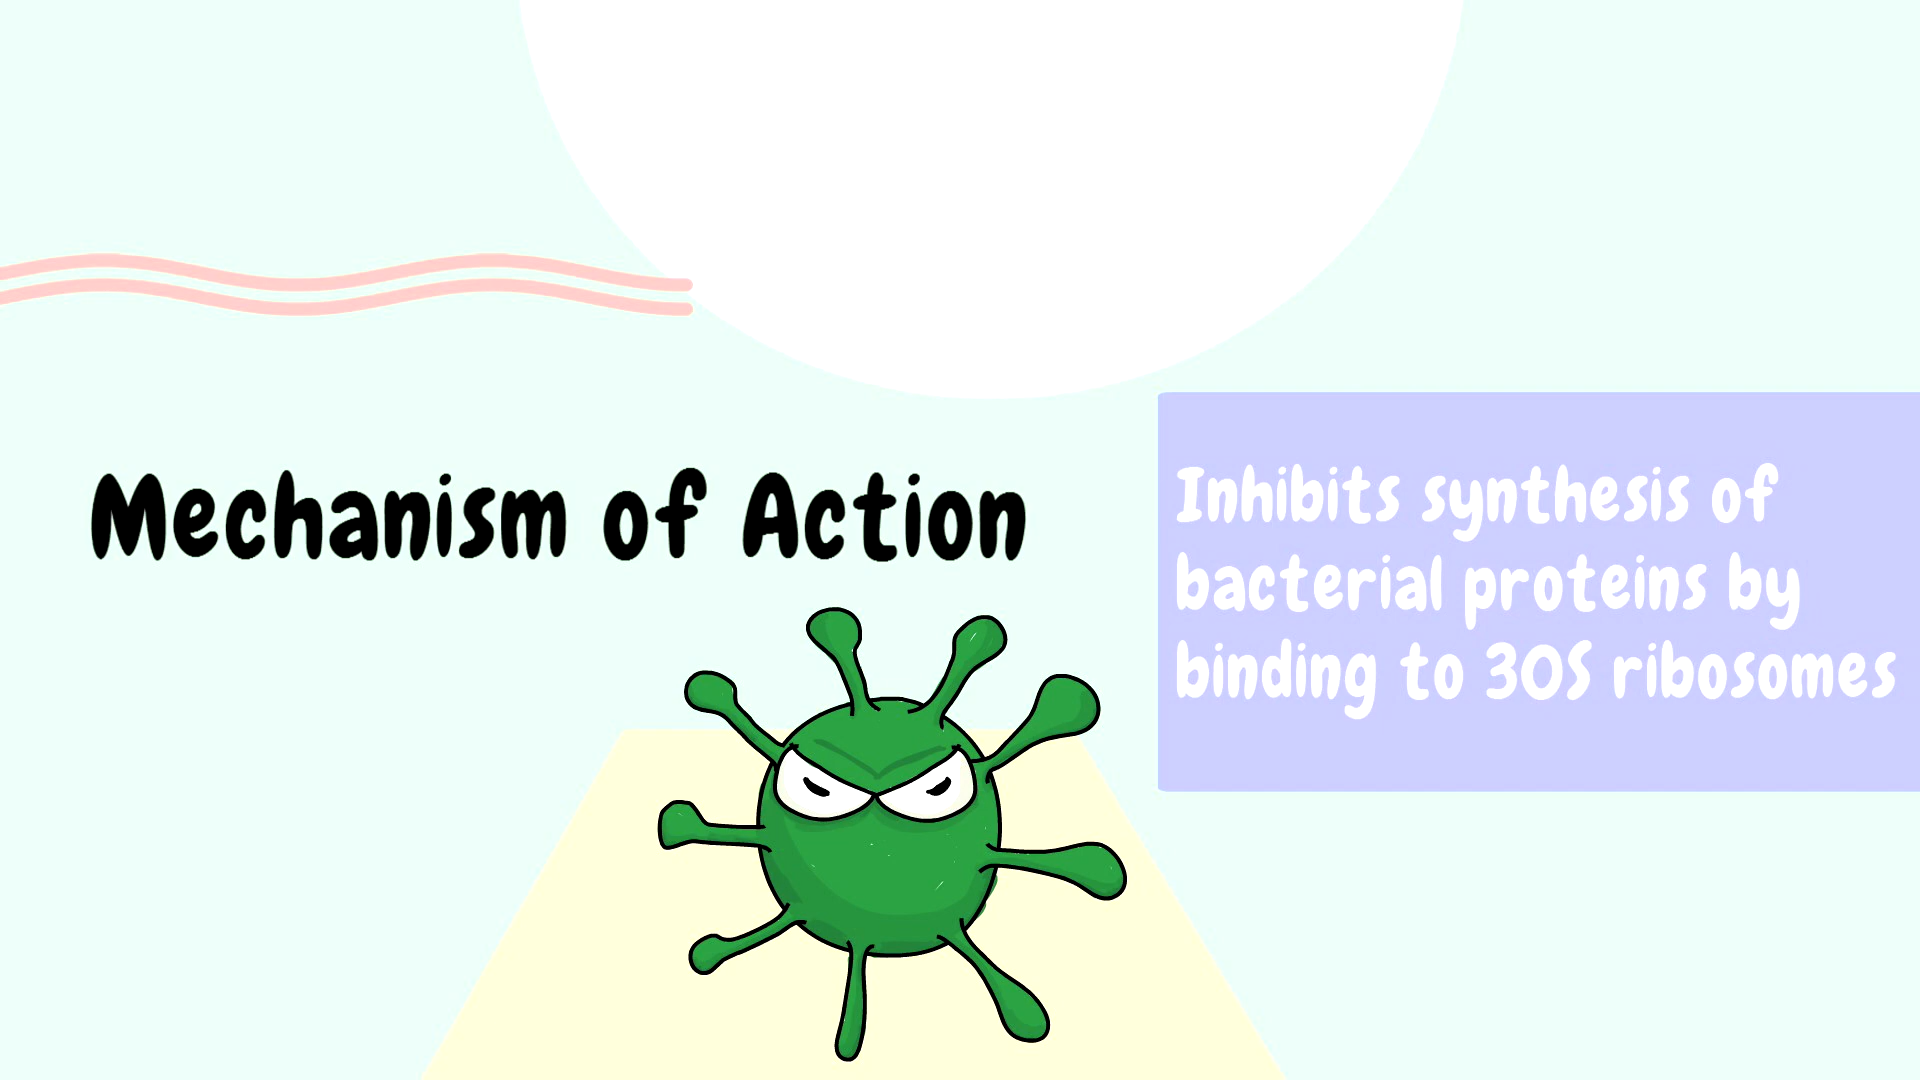 Mechanism of Action
Inhibits synthesis of
bacterial proteins by
binding to 30S ribosomes